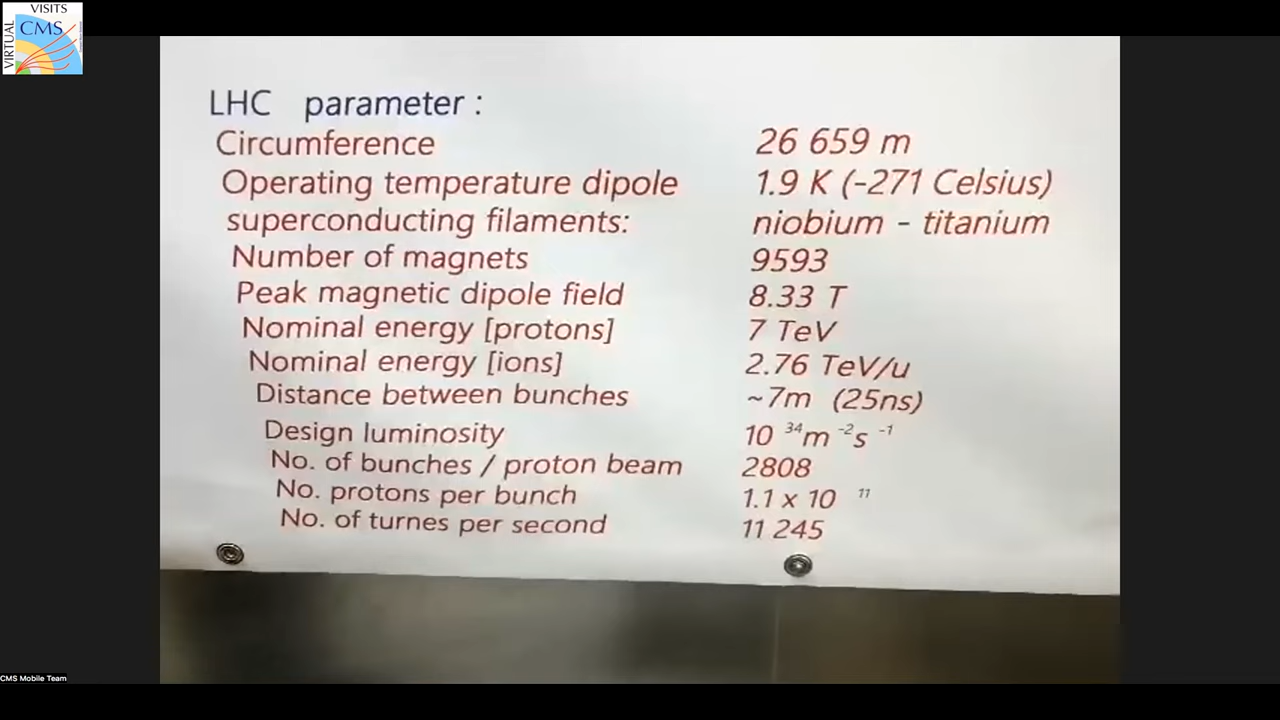 VISITS
VIRTUAL
CMS
LHC parameter :
Circumference 26 659 m
Operating temperature dipole 1.9 K (-271 Celsius)
superconducting filaments: niobium - titanium
Number of magnets 9593
Peak magnetic dipole field 8.33 T
Nominal energy [protons] 7 TeV
Nominal energy [ions] 2.76 TeV/u
Distance between bunches ~7m (25ns)
Design luminosity 10 ³⁴m ⁻²s ⁻¹
No. of bunches / proton beam 2808
No. protons per bunch 1.1 x 10 ¹¹
No. of turnes per second 11 245
CMS Mobile Team